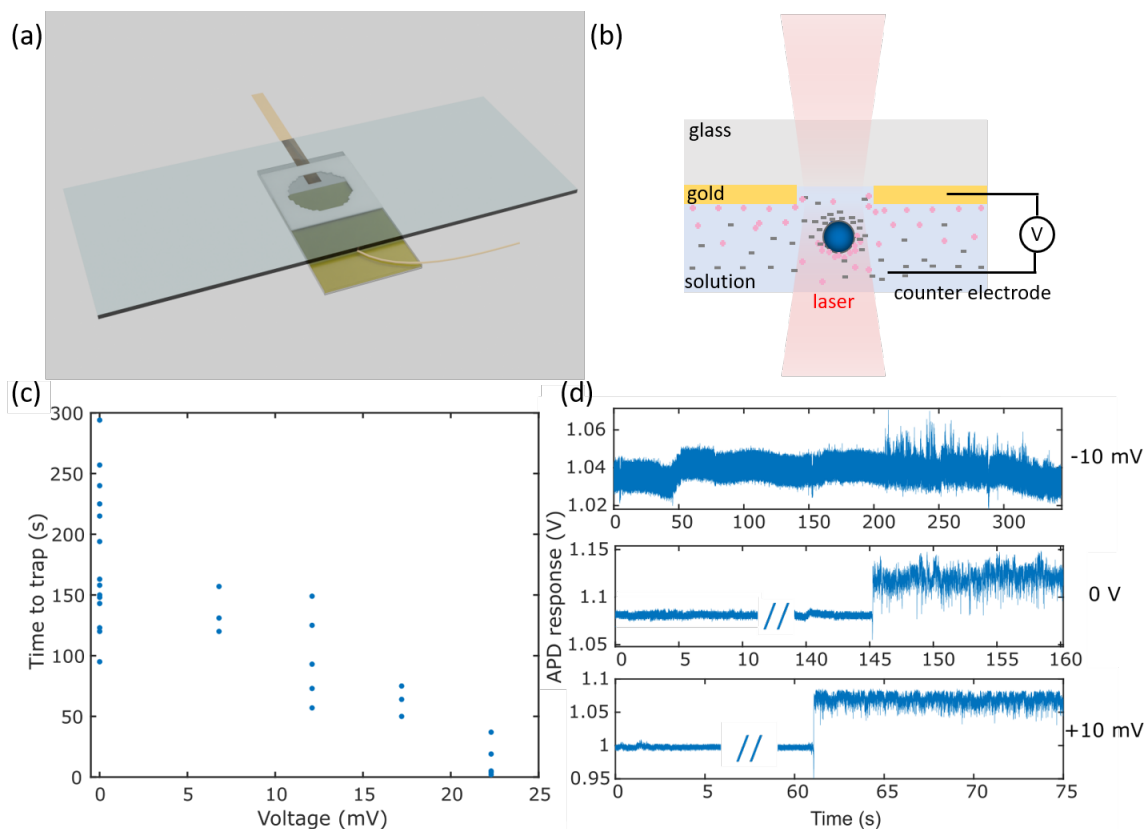 (a)
(b)
glass
gold
V
solution
laser
counter electrode
(c)
300
250
200
150
100
50
0
Time to trap (s)
0
5
10
15
20
25
Voltage (mV)
(d)
1.06
1.04
1.02
0
50
100
150
200
250
300
-10 mV
APD response (V)
1.15
1.1
1.05
//
0
5
10
140
145
150
155
160
0 V
1.1
1.05
1
0.95
//
0
5
60
65
70
75
+10 mV
Time (s)